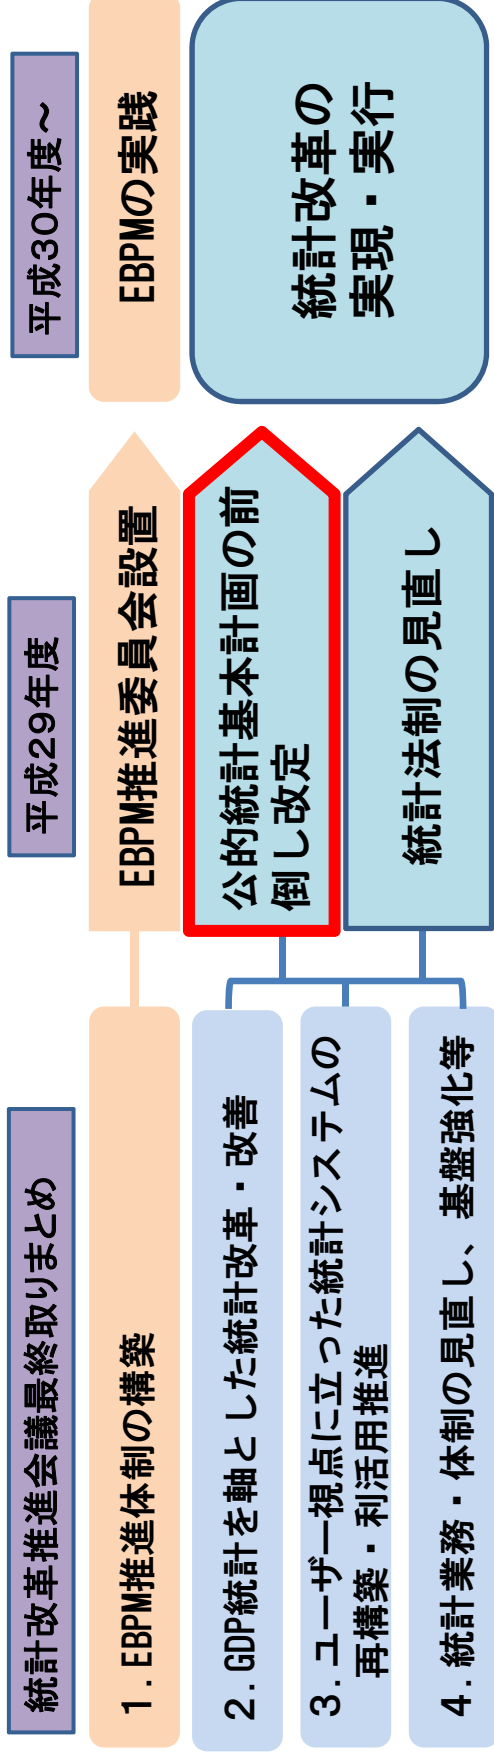 統計改革推進会議最終取りまとめ
平成29年度
平成30年度～
1. EBPM推進体制の構築
EBPM推進委員会設置
EBPMの実践
2. GDP統計を軸とした統計改革・改善
3. ユーザー視点に立った統計システムの
再構築・利活用推進
4. 統計業務・体制の見直し、基盤強化等
公的統計基本計画の前
倒し改定
統計法制の見直し
統計改革の
実現・実行